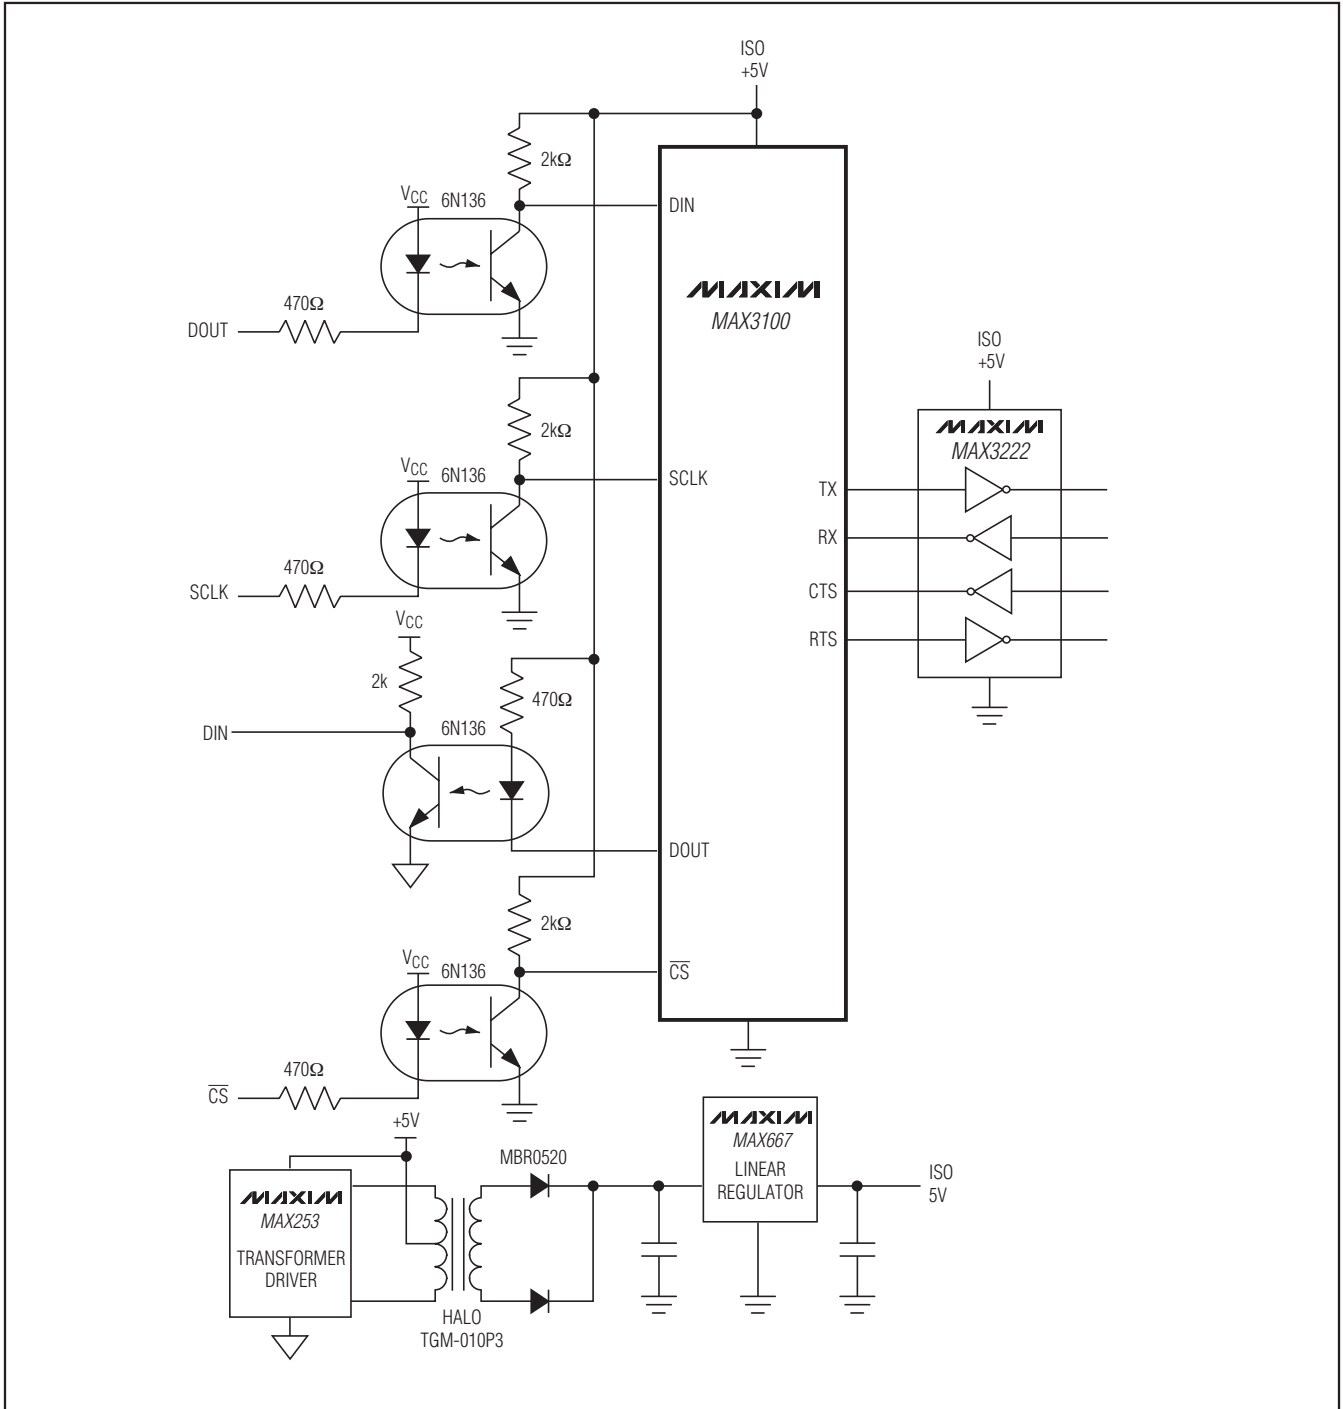 ISO
+5V
2kΩ
VCC
6N136
DIN
MAXIM
MAX3100
470Ω
DOUT
ISO
+5V
2kΩ
MAXIM
MAX3222
VCC
6N136
SCLK
TX
RX
470Ω
SCLK
CTS
VCC
RTS
2k
470Ω
DIN
6N136
DOUT
2kΩ
VCC
6N136
CS
470Ω
CS
+5V
MAXIM
MAX667
LINEAR
REGULATOR
MBR0520
ISO
5V
MAXIM
MAX253
TRANSFORMER
DRIVER
HALO
TGM-010P3